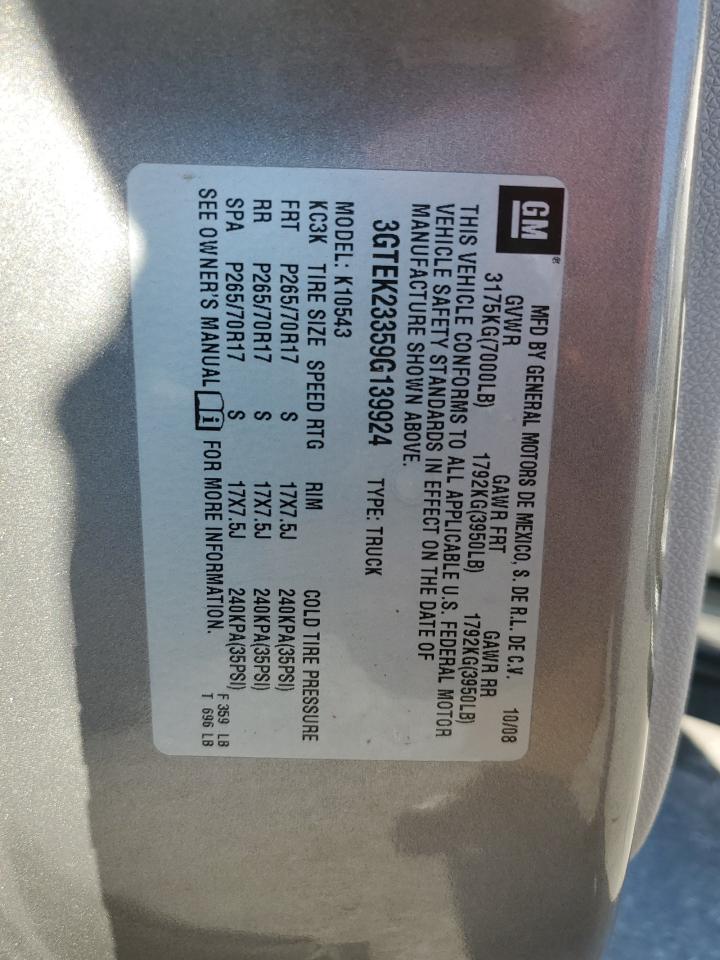 GM ®
MFD BY GENERAL MOTORS DE MEXICO, S. DE R.L. DE C.V. 10/08
GVWR GAWR FRT GAWR RR
3175KG(7000LB) 1792KG(3950LB) 1792KG(3950LB)
THIS VEHICLE CONFORMS TO ALL APPLICABLE U.S. FEDERAL MOTOR
VEHICLE SAFETY STANDARDS IN EFFECT ON THE DATE OF
MANUFACTURE SHOWN ABOVE.
3GTEK23359G139924 TYPE: TRUCK
MODEL: K10543
KC3K TIRE SIZE SPEED RTG RIM COLD TIRE PRESSURE
FRT P265/70R17 S 17X7.5J 240KPA(35PSI)
RR P265/70R17 S 17X7.5J 240KPA(35PSI)
SPA P265/70R17 S 17X7.5J 240KPA(35PSI)
SEE OWNER'S MANUAL i FOR MORE INFORMATION.
F 359 LB
T 696 LB